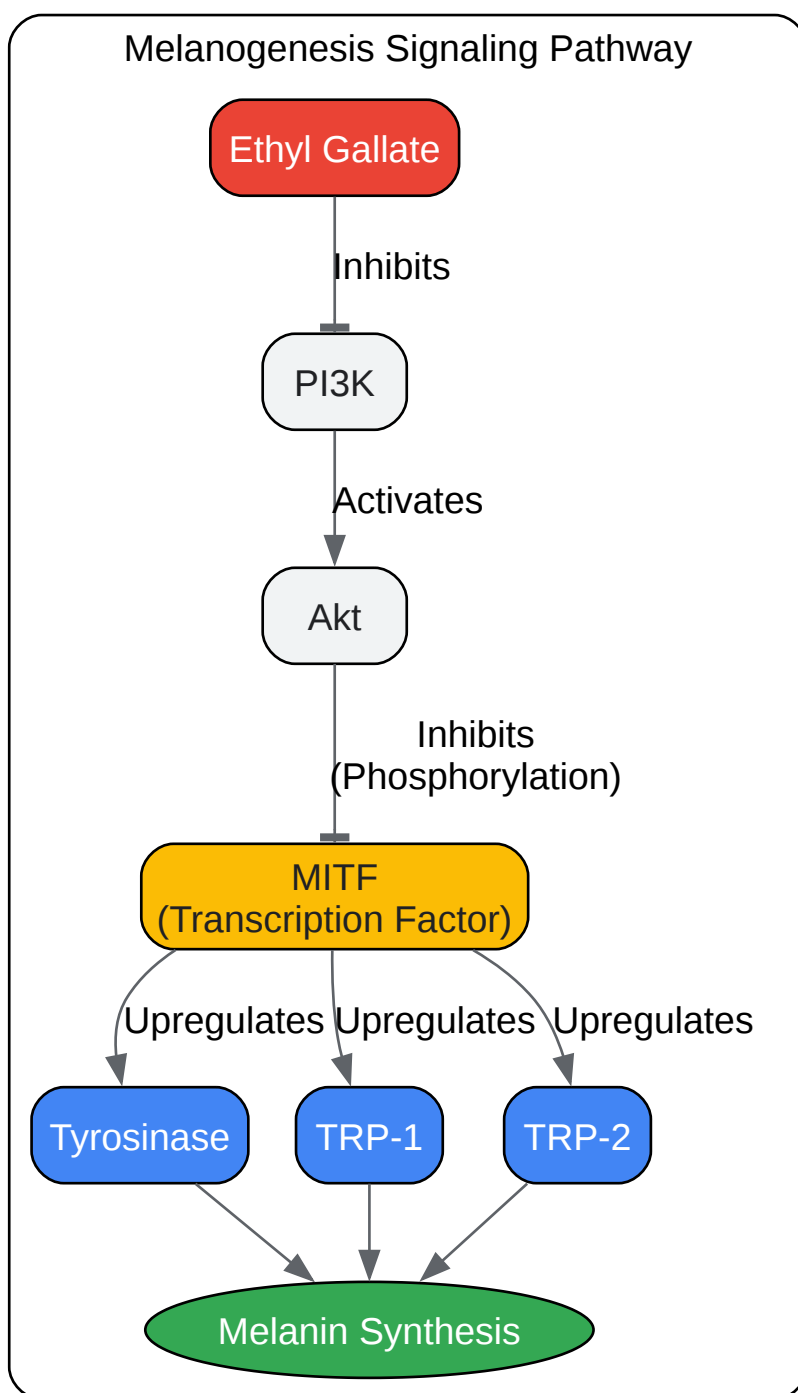 Melanogenesis Signaling Pathway
Ethyl Gallate
Inhibits
PI3K
Activates
Akt
Inhibits
(Phosphorylation)
MITF
(Transcription Factor)
Upregulates Upregulates Upregulates
Tyrosinase TRP-1 TRP-2
Melanin Synthesis